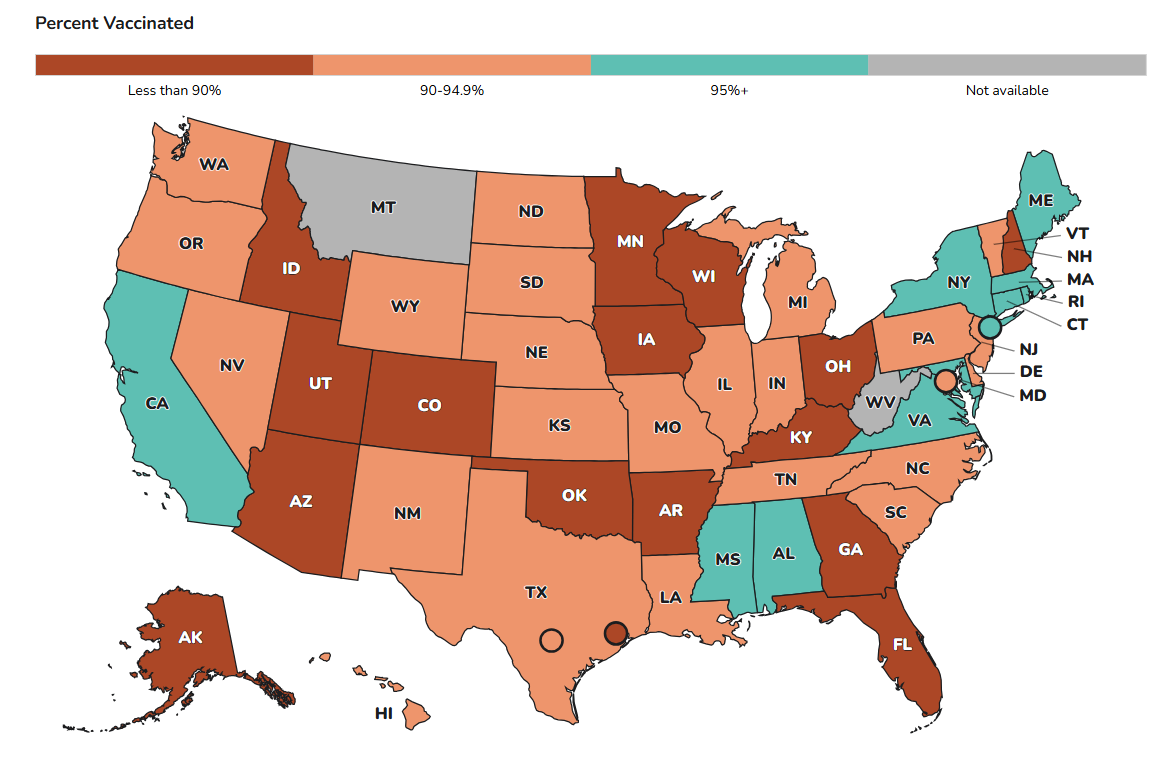 Percent Vaccinated
Less than 90% 90-94.9% 95%+ Not available
WA
MT
ME
ND
VT
OR
MN
NH
ID
WI
MA
SD
NY
RI
WY
MI
CT
IA
PA
NJ
NE
NV
OH
DE
UT
IL
IN
MD
CA
CO
WV
VA
KS
MO
KY
NC
TN
AZ
OK
NM
AR
SC
GA
MS
AL
TX
LA
AK
FL
HI